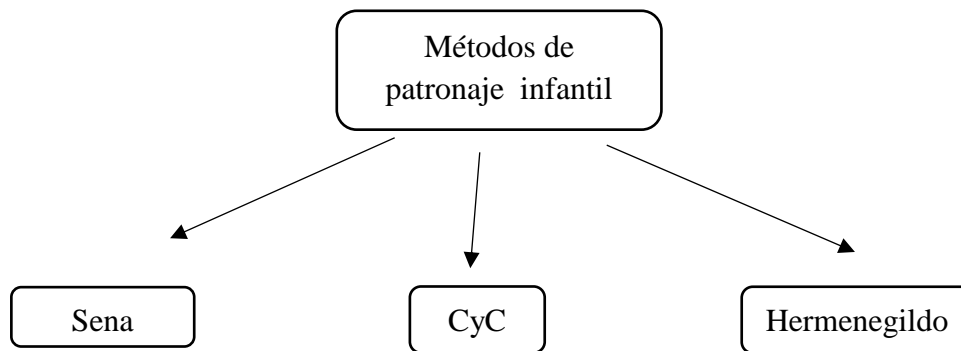 Métodos de
patronaje infantil
Sena
CyC
Hermenegildo